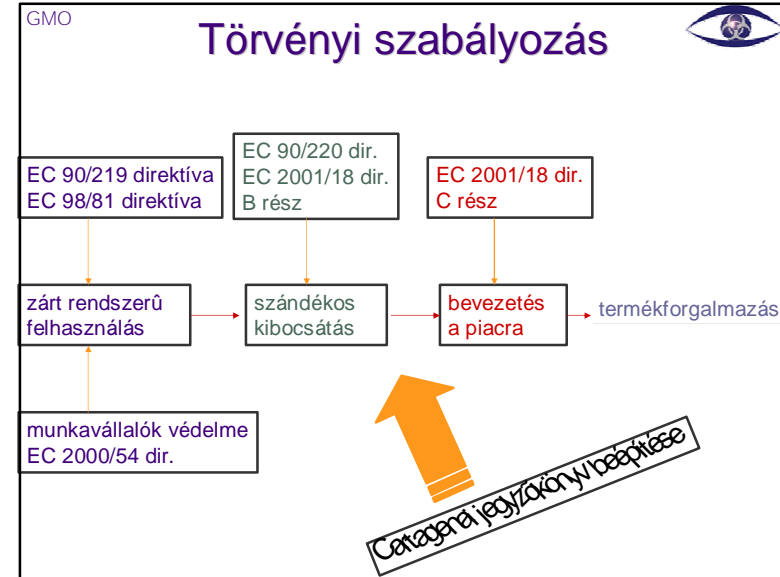 GMO
Törvényi szabályozás
EC 90/219 direktíva
EC 98/81 direktíva
EC 90/220 dir.
EC 2001/18 dir.
B rész
EC 2001/18 dir.
C rész
zárt rendszerû
felhasználás
szándékos
kibocsátás
bevezetés
a piacra
termékforgalmazás
munkavállalók védelme
EC 2000/54 dir.
Cartagenai jegyzőkönyv beépítése